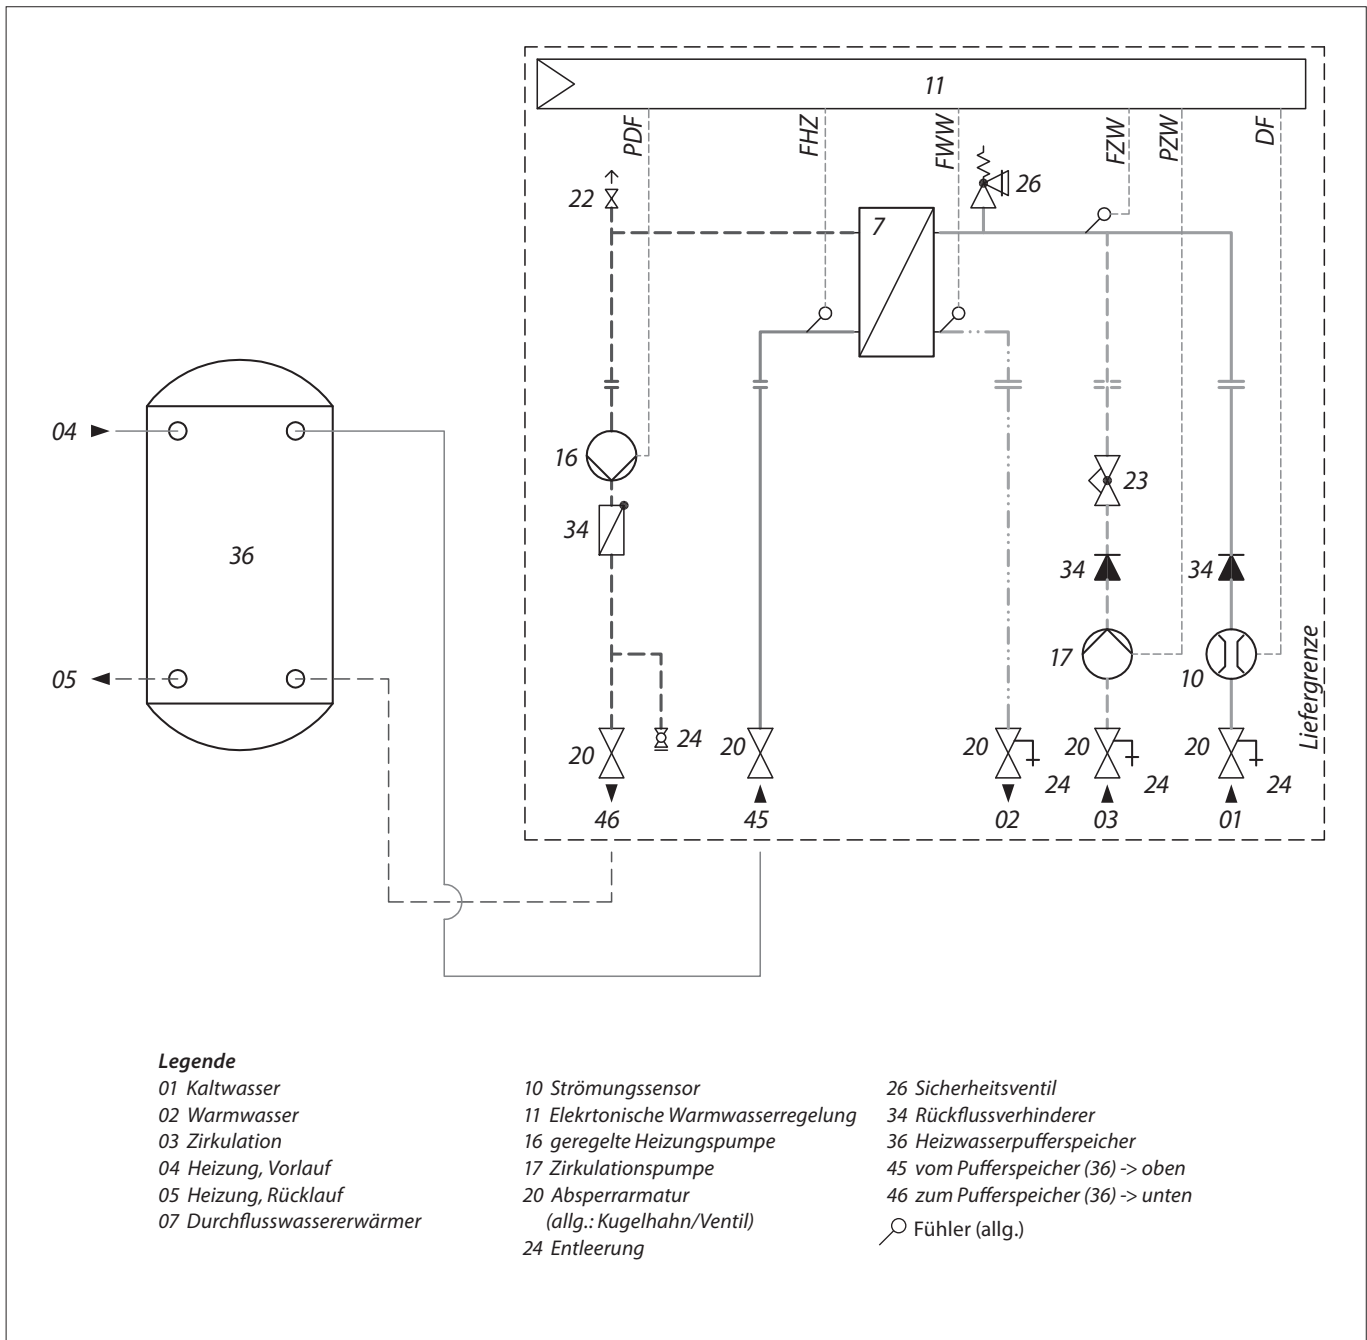 11
PDF
FHZ
FWW
FZW
PZW
DF
22
7
26
04
16
23
36
34
34
34
05
17
10
Liefergrenze
20
24
20
20
24
20
24
20
24
46
45
02
03
01
Legende
01 Kaltwasser
02 Warmwasser
03 Zirkulation
04 Heizung, Vorlauf
05 Heizung, Rücklauf
07 Durchflusswassererwärmer
10 Strömungssensor
11 Elekrtonische Warmwasserregelung
16 geregelte Heizungspumpe
17 Zirkulationspumpe
20 Absperrarmatur
(allg.: Kugelhahn/Ventil)
24 Entleerung
26 Sicherheitsventil
34 Rückflussverhinderer
36 Heizwasserpufferspeicher
45 vom Pufferspeicher (36) -> oben
46 zum Pufferspeicher (36) -> unten
Fühler (allg.)